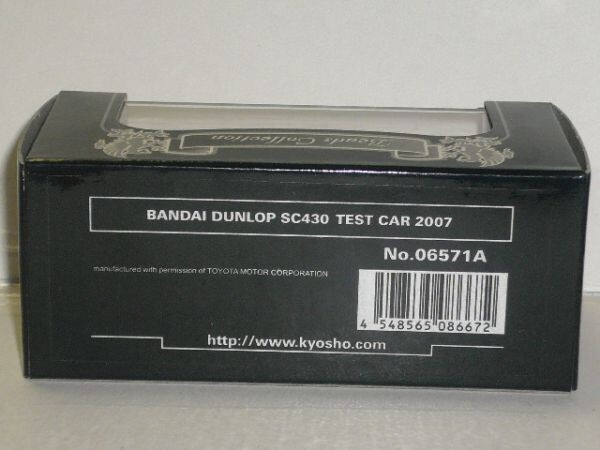 Beads Collection
BANDAI DUNLOP SC430 TEST CAR 2007
No.06571A
manufactured with permission of TOYOTA MOTOR CORPORATION
4 548565 086672
http://www.kyosho.com